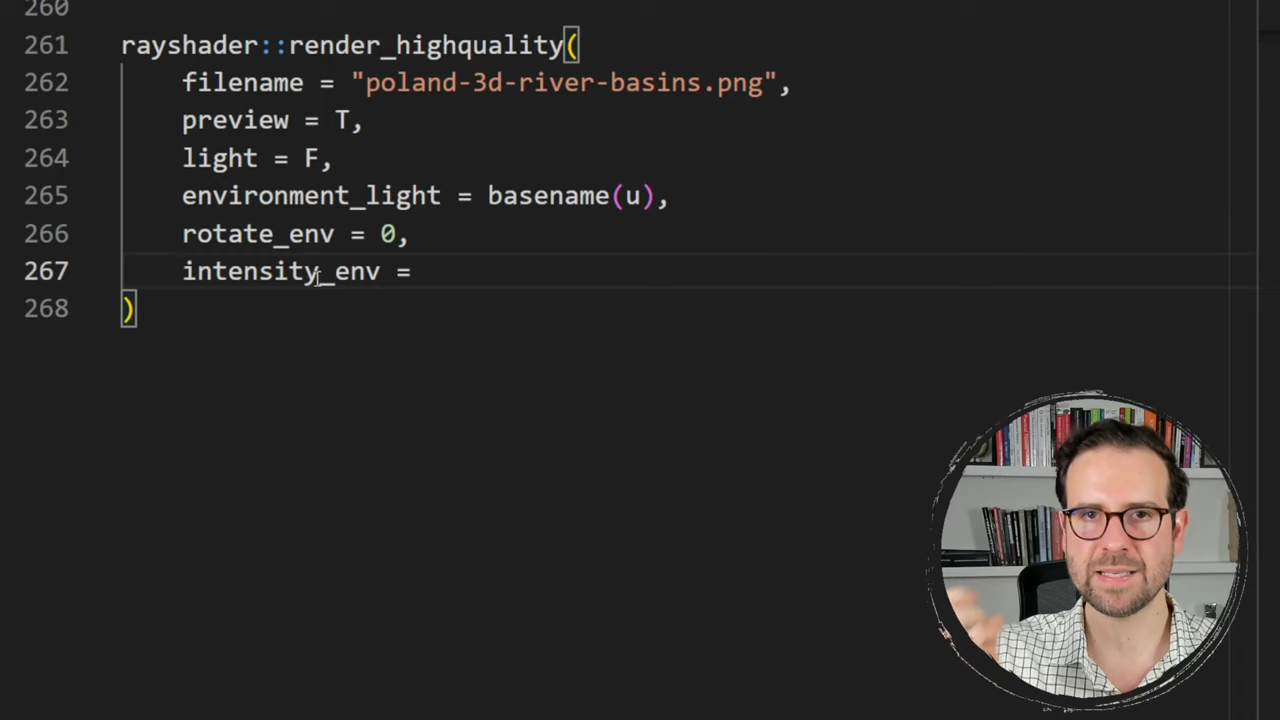 260
261 rayshader::render_highquality(
262 filename = "poland-3d-river-basins.png",
263 preview = T,
264 light = F,
265 environment_light = basename(u),
266 rotate_env = 0,
267 intensity_env =
268 )